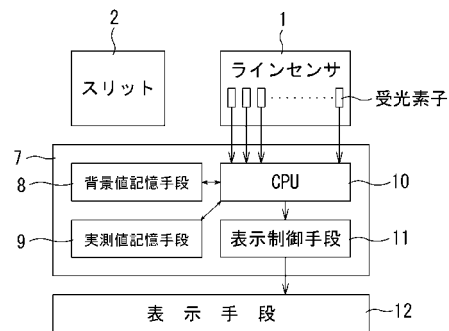 2
1
スリット
ラインセンサ
受光素子
7
8
背景値記憶手段
CPU
10
9
実測値記憶手段
表示制御手段
11
表示手段
12